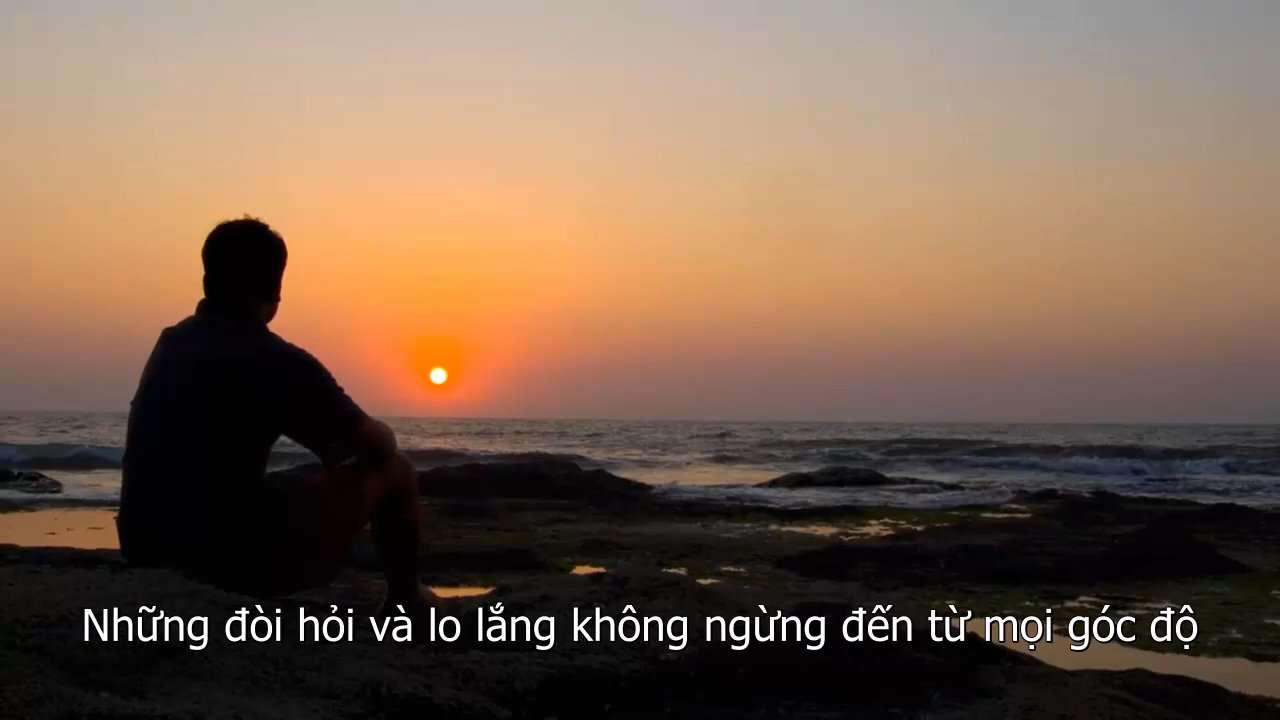 Những đòi hỏi và lo lắng không ngừng đến từ mọi góc độ